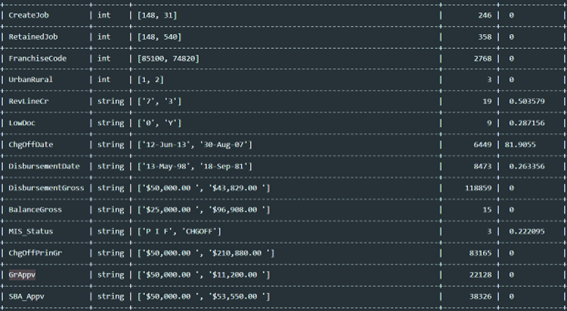 | CreateJob | int | [148, 31] | 246 | 0
| RetainedJob | int | [148, 540] | 358 | 0
| FranchiseCode | int | [85100, 74820] | 2768 | 0
| UrbanRural | int | [1, 2] | 3 | 0
| RevLineCr | string | ['7', '3'] | 19 | 0.503579
| LowDoc | string | ['0', 'Y'] | 9 | 0.287156
| ChgOffDate | string | ['12-Jun-13', '30-Aug-07'] | 6449 | 81.9055
| DisbursementDate | string | ['13-May-98', '18-Sep-81'] | 8473 | 0.263356
| DisbursementGross | string | ['$50,000.00 ', '$43,829.00 '] | 118859 | 0
| BalanceGross | string | ['$25,000.00 ', '$96,908.00 '] | 15 | 0
| MIS_Status | string | ['P I F', 'CHGOFF'] | 3 | 0.222095
| ChgOffPrinGr | string | ['$50,000.00 ', '$210,880.00 '] | 83165 | 0
| GrAppv | string | ['$50,000.00 ', '$11,200.00 '] | 22128 | 0
| SBA_Appv | string | ['$50,000.00 ', '$53,550.00 '] | 38326 | 0